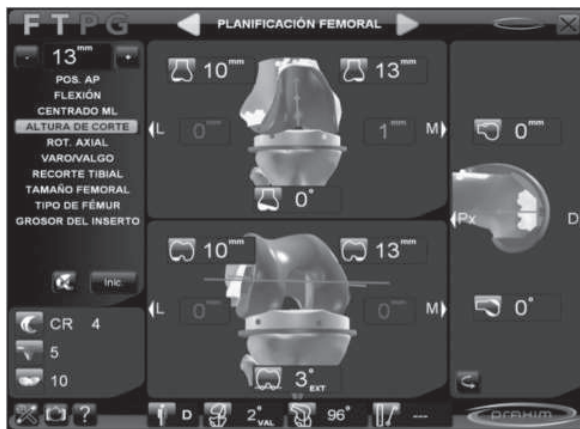 F T P G
PLANIFICACIÓN FEMORAL
- 13mm +
POS. AP
FLEXIÓN
CENTRADO ML
ALTURA DE CORTE
ROT. AXIAL
VARO/VALGO
RECORTE TIBIAL
TAMAÑO FEMORAL
TIPO DE FÉMUR
GROSOR DEL INSERTO
Inic.
CR 4
5
10
10mm 13mm
L 0mm 1mm M
0°
10mm 13mm
L 0mm 0mm M
3° EXT
0mm
Px D
0°
? D 2° VAL 96° ---
PRAXIM